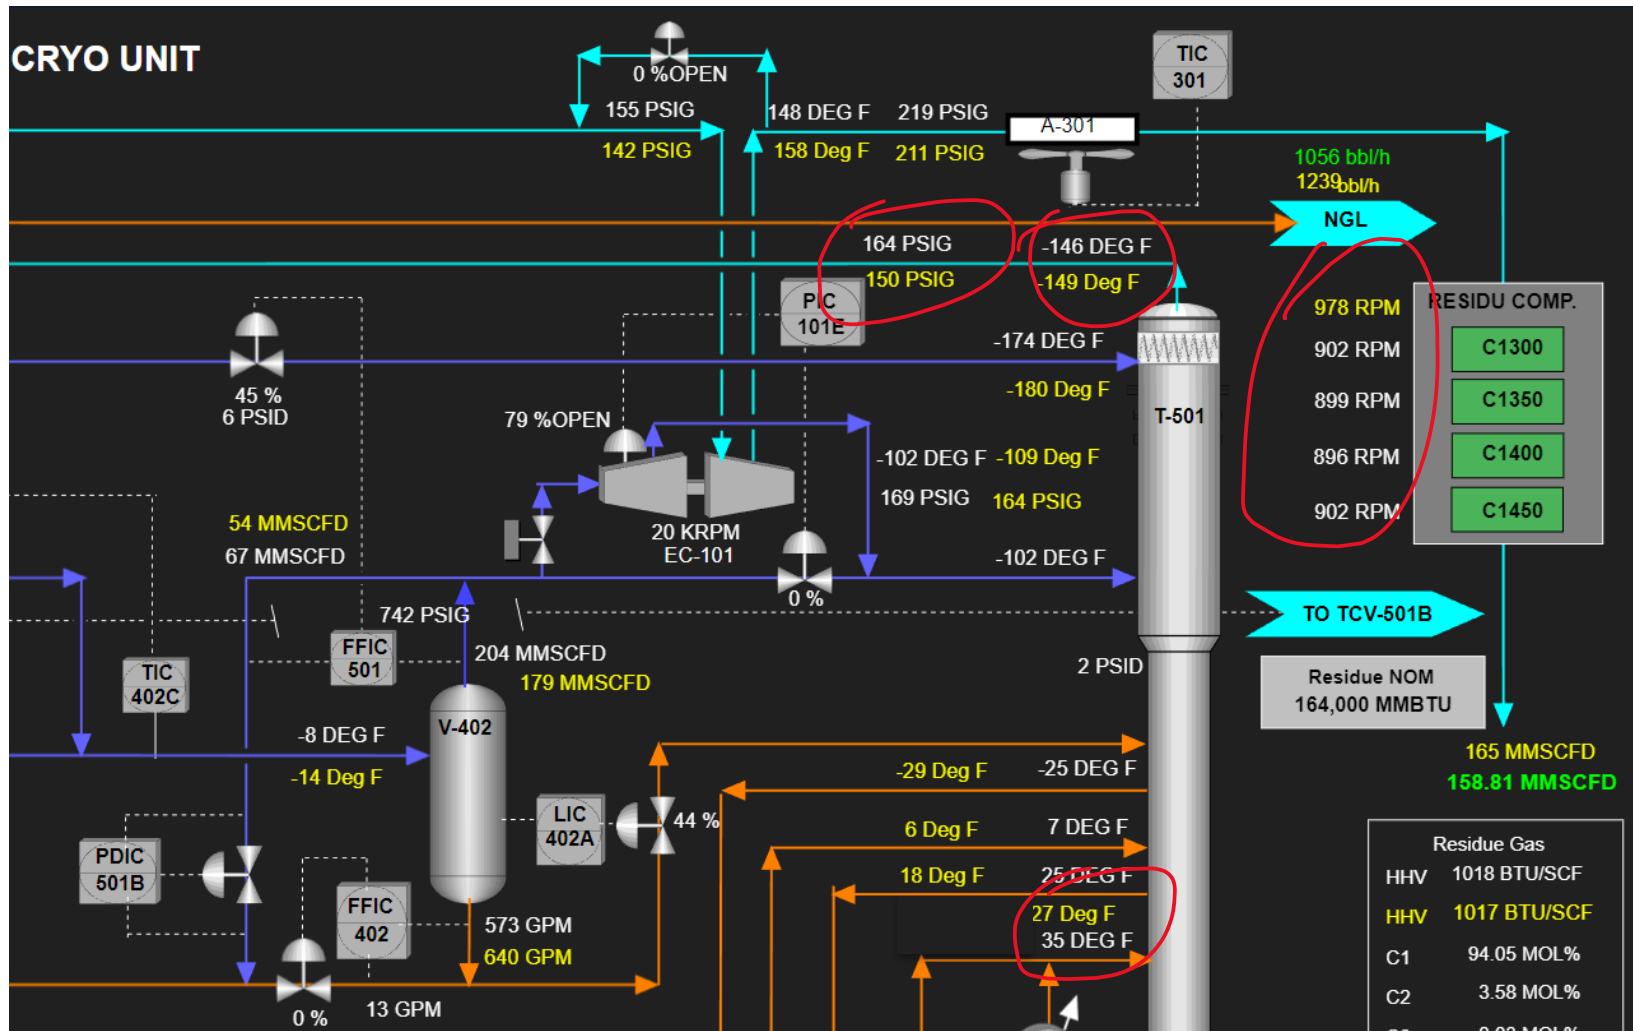 CRYO UNIT
0 %OPEN
TIC
301
155 PSIG
148 DEG F
219 PSIG
A-301
142 PSIG
158 Deg F
211 PSIG
1056 bbl/h
1239 bbl/h
NGL
164 PSIG
-146 DEG F
150 PSIG
-149 Deg F
PIC
101E
978 RPM
RESIDU COMP.
-174 DEG F
902 RPM
C1300
45 %
6 PSID
-180 Deg F
899 RPM
C1350
79 %OPEN
T-501
-102 DEG F
-109 Deg F
896 RPM
C1400
169 PSIG
164 PSIG
54 MMSCFD
67 MMSCFD
20 KRPM
EC-101
902 RPM
C1450
-102 DEG F
0 %
742 PSIG
TO TCV-501B
FFIC
501
204 MMSCFD
179 MMSCFD
2 PSID
TIC
402C
Residue NOM
164,000 MMBTU
V-402
-8 DEG F
-14 Deg F
165 MMSCFD
158.81 MMSCFD
-29 Deg F
-25 DEG F
LIC
402A
44 %
6 Deg F
7 DEG F
PDIC
501B
18 Deg F
25 DEG F
Residue Gas
HHV 1018 BTU/SCF
HHV 1017 BTU/SCF
FFIC
402
573 GPM
640 GPM
27 Deg F
35 DEG F
C1 94.05 MOL%
C2 3.58 MOL%
13 GPM
0 %